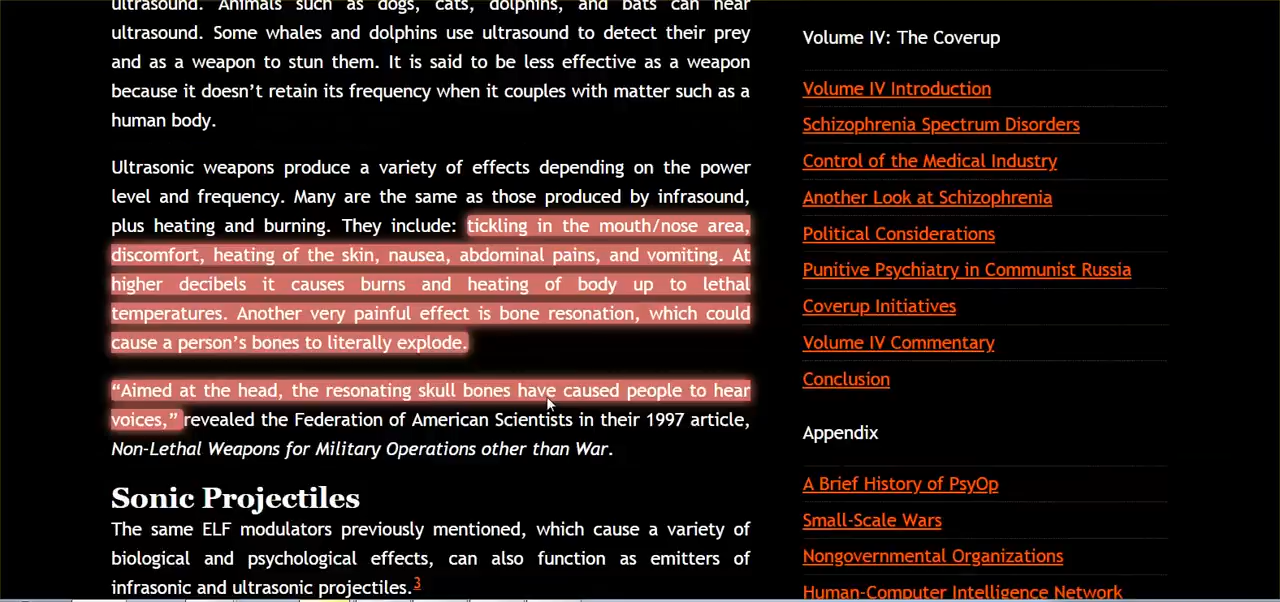 ultrasound. Animals such as dogs, cats, dolphins, and bats can hear
ultrasound. Some whales and dolphins use ultrasound to detect their prey
and as a weapon to stun them. It is said to be less effective as a weapon
because it doesn’t retain its frequency when it couples with matter such as a
human body.
Ultrasonic weapons produce a variety of effects depending on the power
level and frequency. Many are the same as those produced by infrasound,
plus heating and burning. They include: tickling in the mouth/nose area,
discomfort, heating of the skin, nausea, abdominal pains, and vomiting. At
higher decibels it causes burns and heating of body up to lethal
temperatures. Another very painful effect is bone resonation, which could
cause a person’s bones to literally explode.
“Aimed at the head, the resonating skull bones have caused people to hear
voices,” revealed the Federation of American Scientists in their 1997 article,
Non-Lethal Weapons for Military Operations other than War.
Sonic Projectiles
The same ELF modulators previously mentioned, which cause a variety of
biological and psychological effects, can also function as emitters of
infrasonic and ultrasonic projectiles.3
Volume IV: The Coverup
Volume IV Introduction
Schizophrenia Spectrum Disorders
Control of the Medical Industry
Another Look at Schizophrenia
Political Considerations
Punitive Psychiatry in Communist Russia
Coverup Initiatives
Volume IV Commentary
Conclusion
Appendix
A Brief History of PsyOp
Small-Scale Wars
Nongovernmental Organizations
Human-Computer Intelligence Network